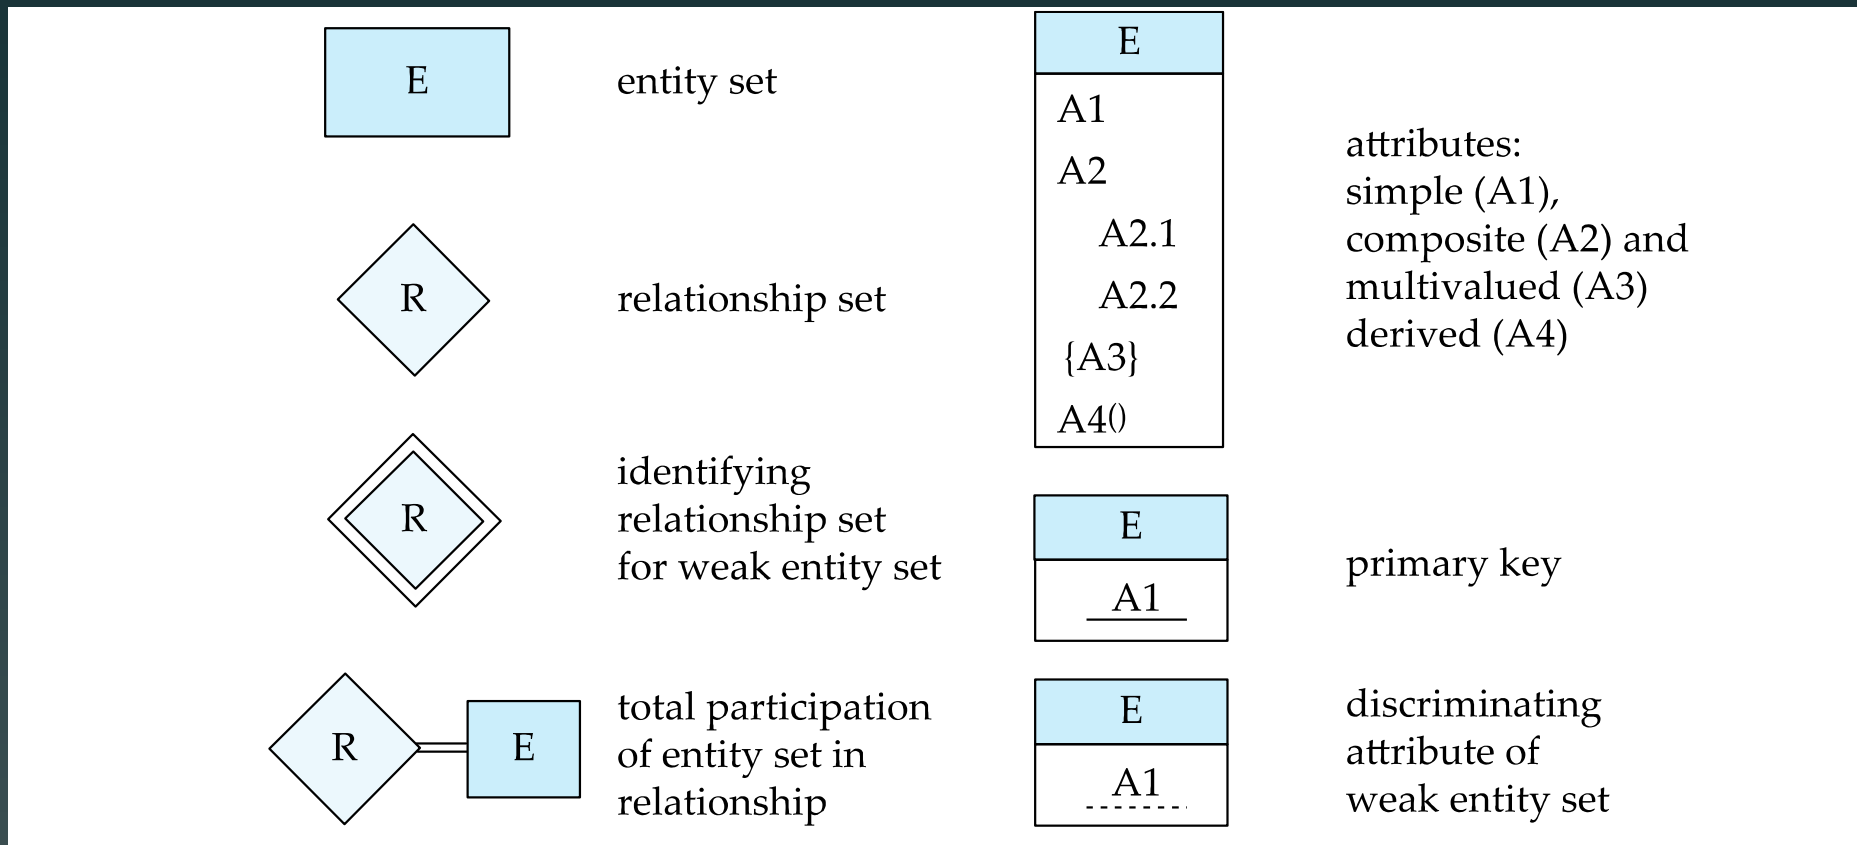 E
entity set
R
relationship set
R
identifying
relationship set
for weak entity set
R
E
total participation
of entity set in
relationship
E
A1
A2
A2.1
A2.2
{A3}
A4()
attributes:
simple (A1),
composite (A2) and
multivalued (A3)
derived (A4)
E
A1
primary key
E
A1
discriminating
attribute of
weak entity set